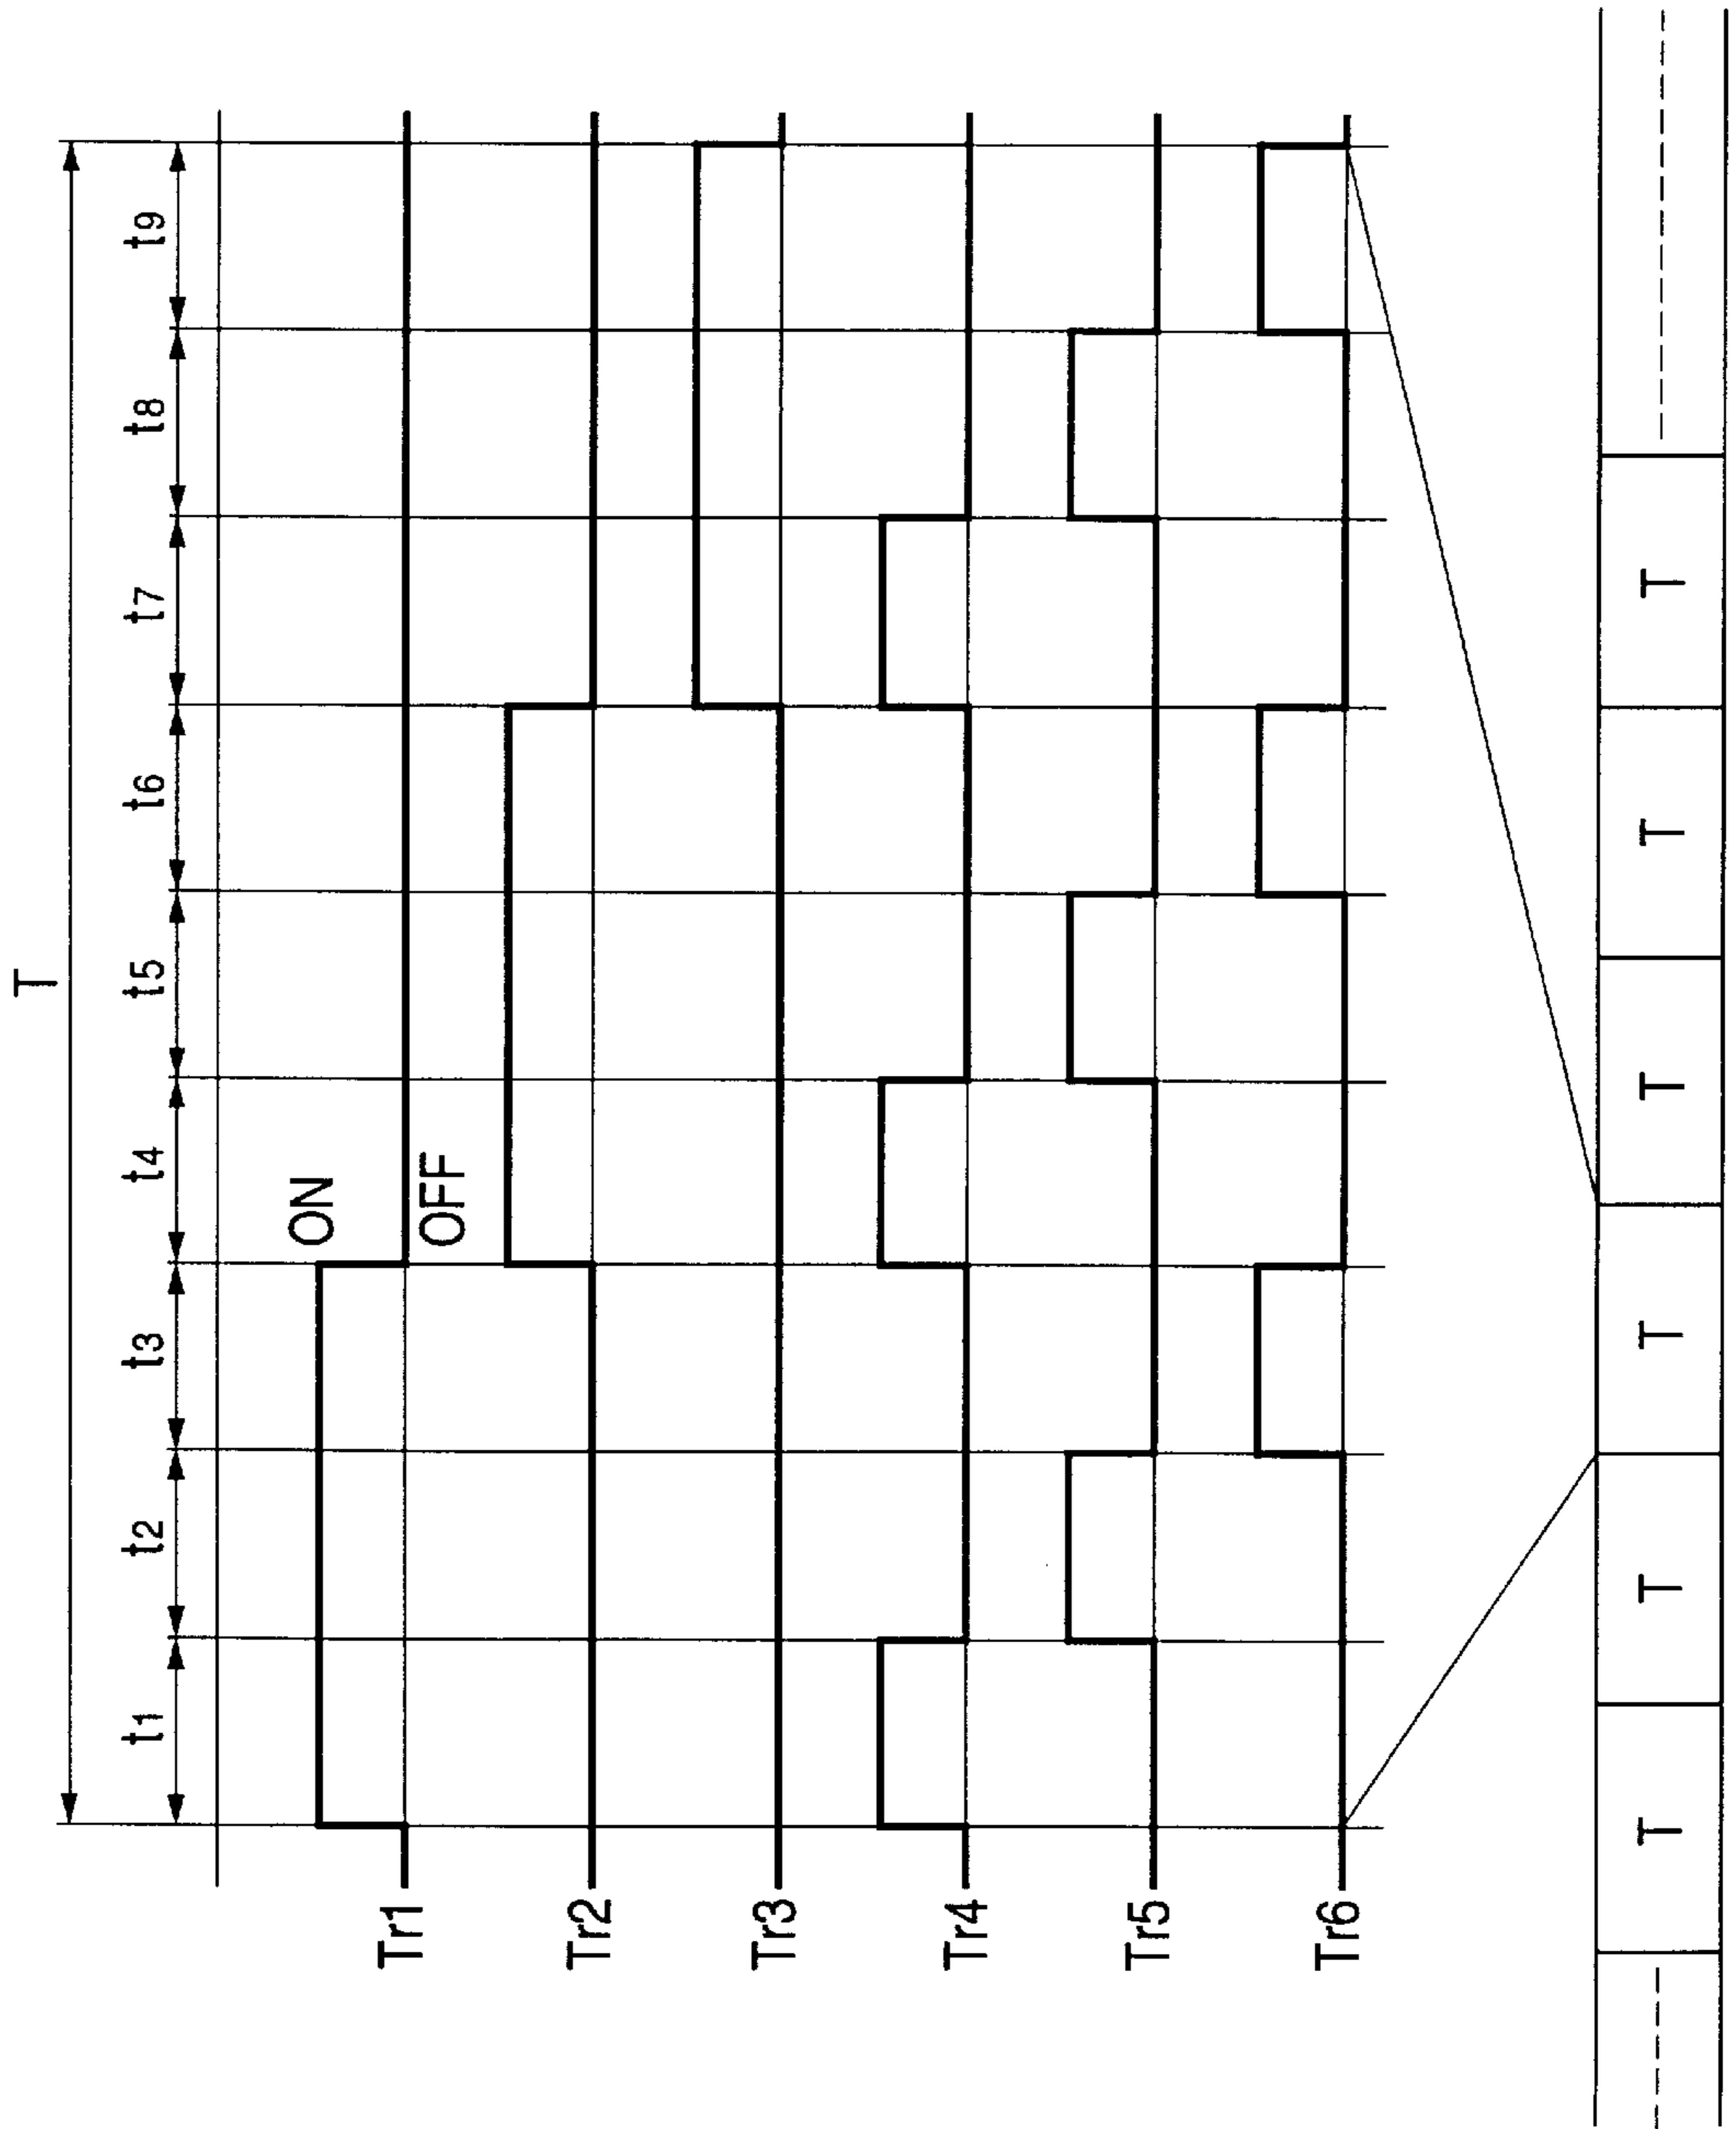 T
t1 t2 t3 t4 t5 t6 t7 t8 t9
ON
Tr1
OFF
Tr2
Tr3
Tr4
Tr5
Tr6
T T T T T T